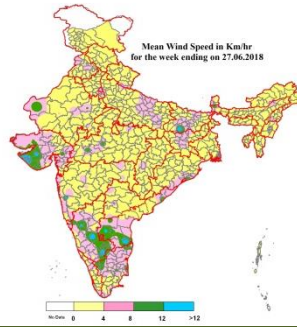 Mean Wind Speed in Km/hr
for the week ending on 27.06.2018
No Data 0 4 8 12 >12